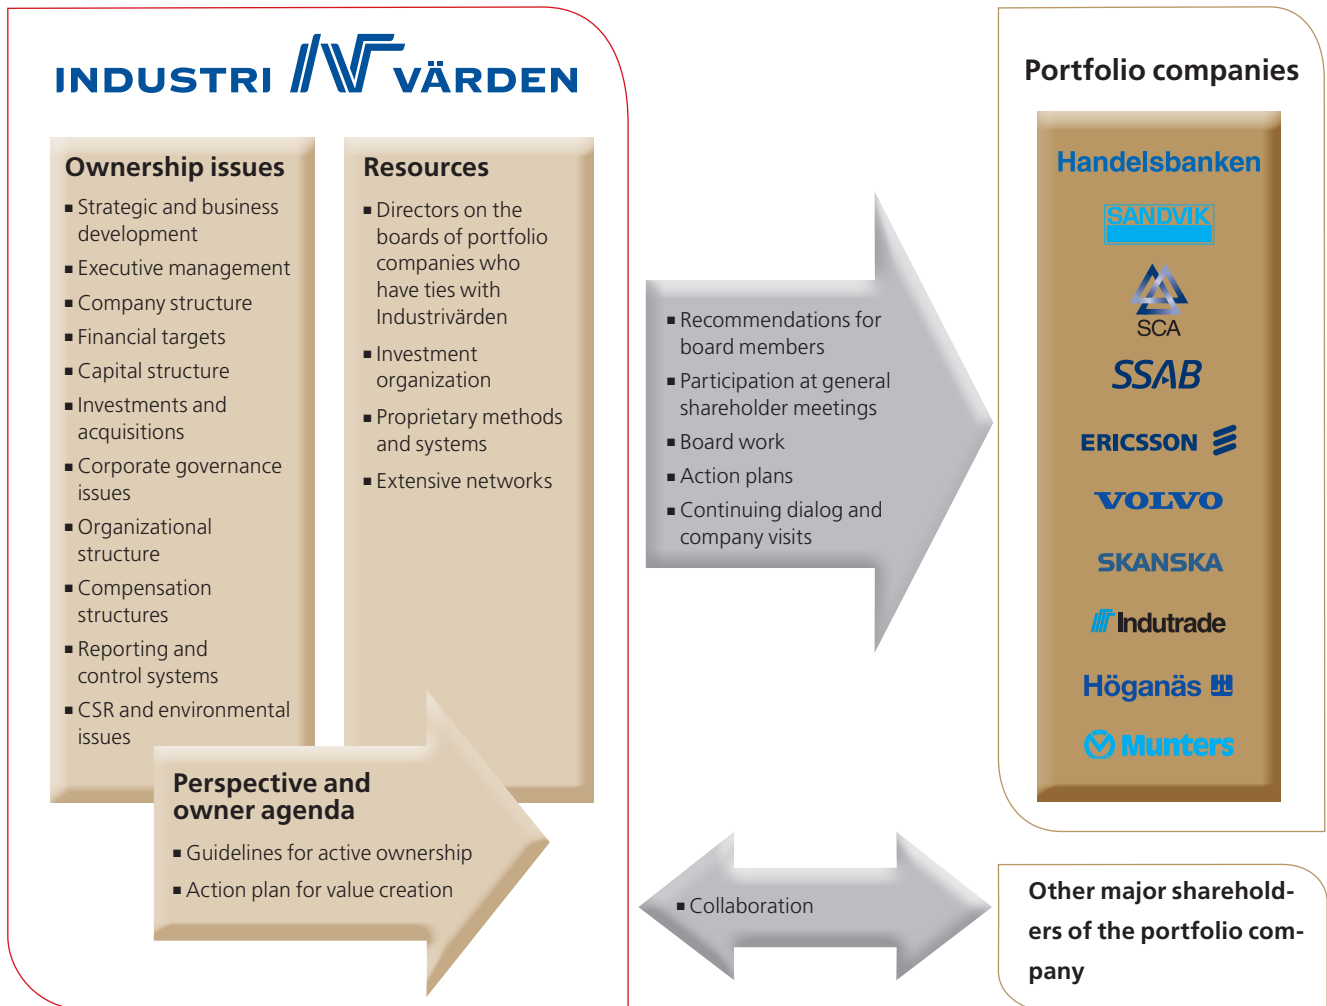 INDUSTRI VÄRDEN
Ownership issues
▪ Strategic and business
development
▪ Executive management
▪ Company structure
▪ Financial targets
▪ Capital structure
▪ Investments and
acquisitions
▪ Corporate governance
issues
▪ Organizational
structure
▪ Compensation
structures
▪ Reporting and
control systems
▪ CSR and environmental
issues
Resources
▪ Directors on the
boards of portfolio
companies who
have ties with
Industrivärden
▪ Investment
organization
▪ Proprietary methods
and systems
▪ Extensive networks
Perspective and
owner agenda
▪ Guidelines for active ownership
▪ Action plan for value creation
▪ Recommendations for
board members
▪ Participation at general
shareholder meetings
▪ Board work
▪ Action plans
▪ Continuing dialog and
company visits
▪ Collaboration
Portfolio companies
Handelsbanken
SANDVIK
SCA
SSAB
ERICSSON
VOLVO
SKANSKA
Indutrade
Höganäs
Munters
Other major sharehold-
ers of the portfolio com-
pany